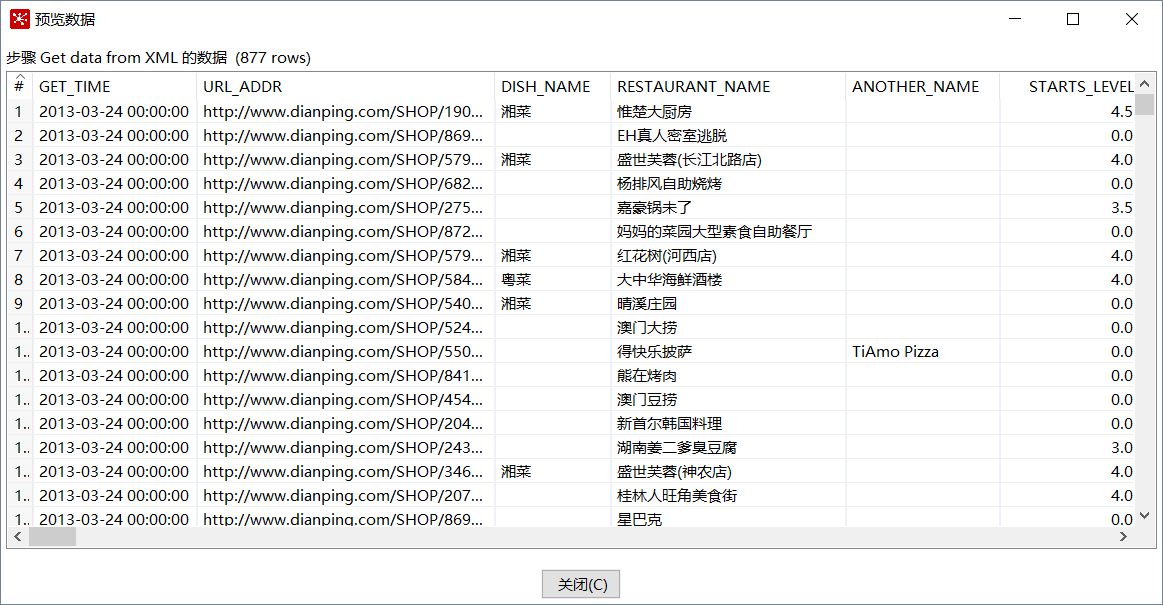 预览数据
步骤 Get data from XML 的数据 (877 rows)
# GET_TIME URL_ADDR DISH_NAME RESTAURANT_NAME ANOTHER_NAME STARTS_LEVEL
1 2013-03-24 00:00:00 http://www.dianping.com/SHOP/190... 湘菜 惟楚大厨房 4.5
2 2013-03-24 00:00:00 http://www.dianping.com/SHOP/869... EH真人密室逃脱 0.0
3 2013-03-24 00:00:00 http://www.dianping.com/SHOP/579... 湘菜 盛世芙蓉(长江北路店) 4.0
4 2013-03-24 00:00:00 http://www.dianping.com/SHOP/682... 杨排风自助烧烤 0.0
5 2013-03-24 00:00:00 http://www.dianping.com/SHOP/275... 嘉豪锅未了 3.5
6 2013-03-24 00:00:00 http://www.dianping.com/SHOP/872... 妈妈的菜园大型素食自助餐厅 0.0
7 2013-03-24 00:00:00 http://www.dianping.com/SHOP/579... 湘菜 红花树(河西店) 4.0
8 2013-03-24 00:00:00 http://www.dianping.com/SHOP/584... 粤菜 大中华海鲜酒楼 4.0
9 2013-03-24 00:00:00 http://www.dianping.com/SHOP/540... 湘菜 晴溪庄园 0.0
1.. 2013-03-24 00:00:00 http://www.dianping.com/SHOP/524... 澳门大捞 0.0
1.. 2013-03-24 00:00:00 http://www.dianping.com/SHOP/550... 得快乐披萨 TiAmo Pizza 0.0
1.. 2013-03-24 00:00:00 http://www.dianping.com/SHOP/841... 熊在烤肉 0.0
1.. 2013-03-24 00:00:00 http://www.dianping.com/SHOP/454... 澳门豆捞 0.0
1.. 2013-03-24 00:00:00 http://www.dianping.com/SHOP/204... 新首尔韩国料理 0.0
1.. 2013-03-24 00:00:00 http://www.dianping.com/SHOP/243... 湖南姜二爹臭豆腐 3.0
1.. 2013-03-24 00:00:00 http://www.dianping.com/SHOP/346... 湘菜 盛世芙蓉(神农店) 4.0
1.. 2013-03-24 00:00:00 http://www.dianping.com/SHOP/207... 桂林人旺角美食街 4.0
1.. 2013-03-24 00:00:00 http://www.dianping.com/SHOP/869... 星巴克 0.0
关闭(C)